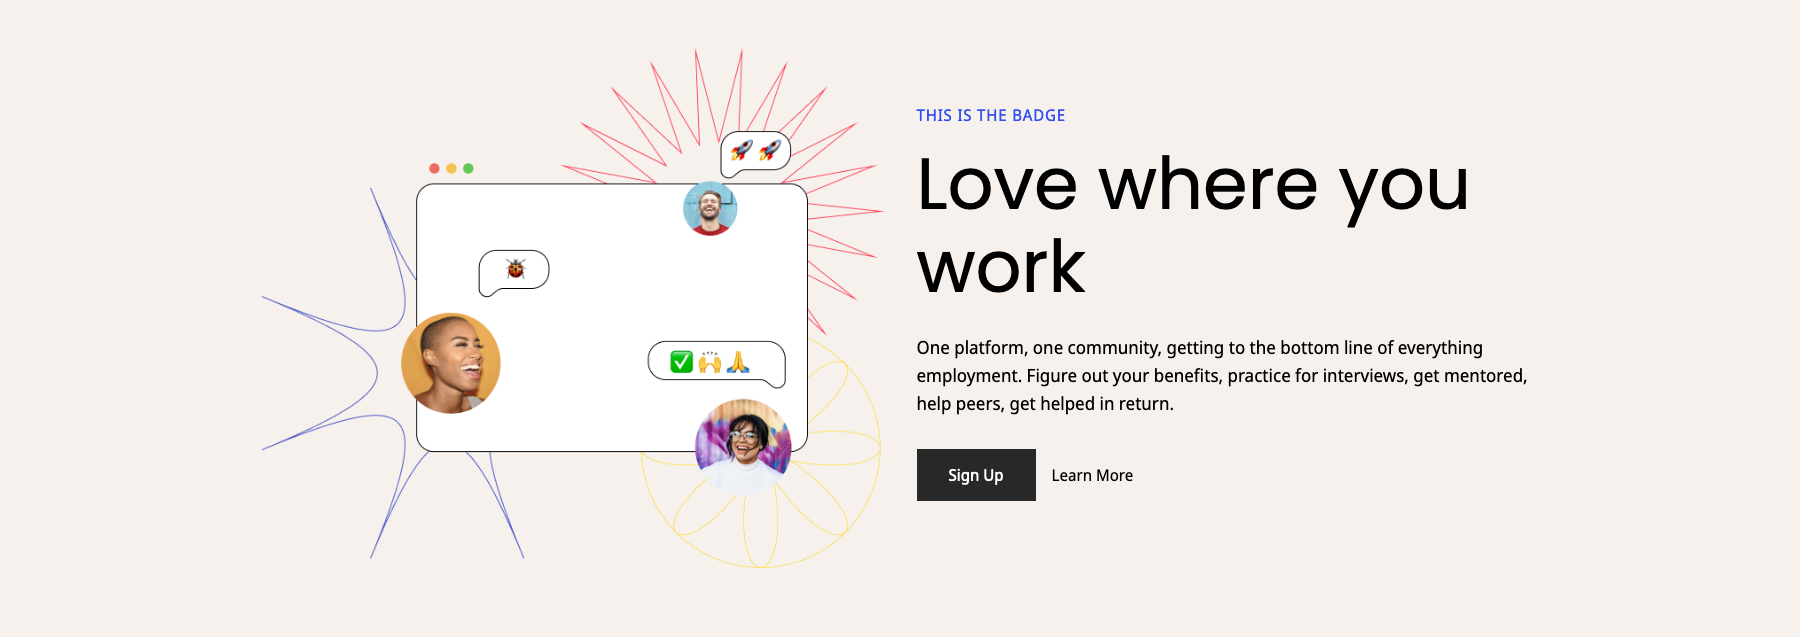 THIS IS THE BADGE
Love where you
work
One platform, one community, getting to the bottom line of everything
employment. Figure out your benefits, practice for interviews, get mentored,
help peers, get helped in return.
Sign Up
Learn More